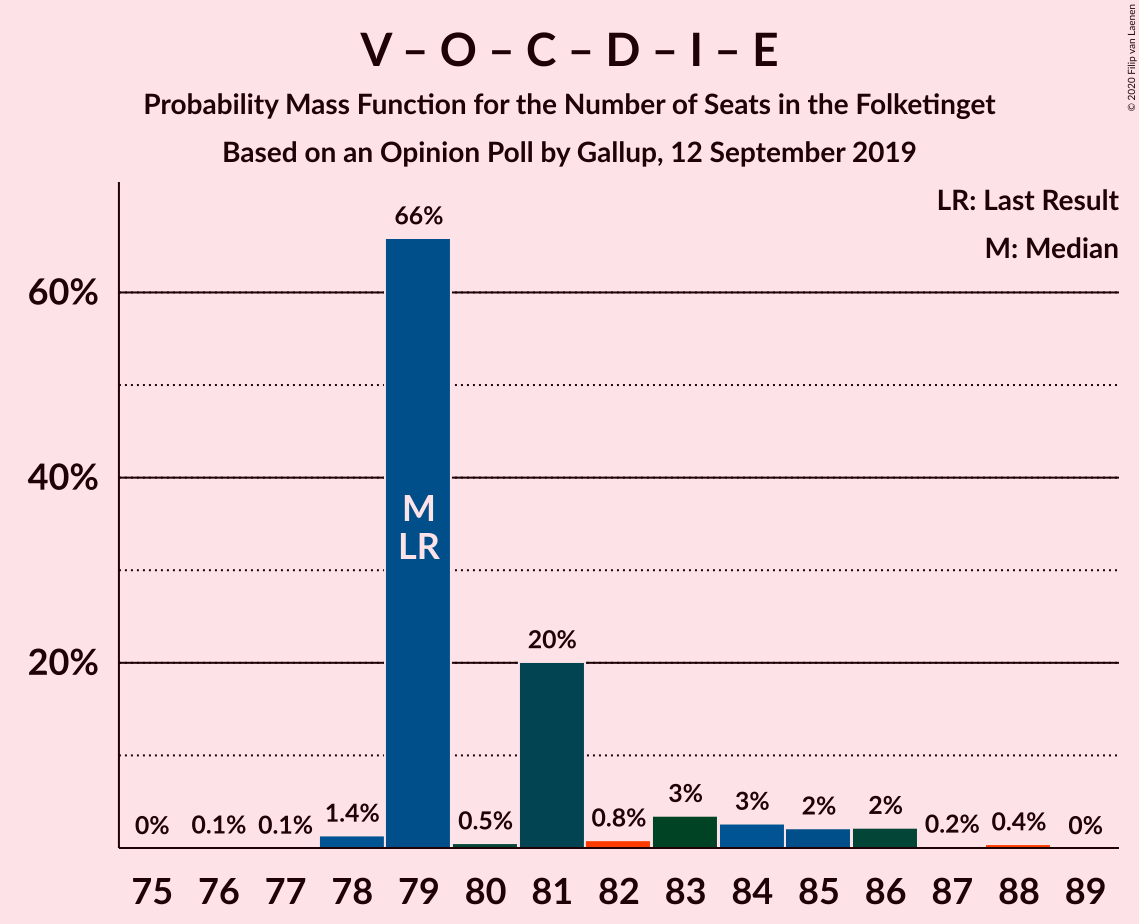 V – O – C – D – I – E
Probability Mass Function for the Number of Seats in the Folketinget
Based on an Opinion Poll by Gallup, 12 September 2019
© 2020 Filip van Laenen
LR: Last Result
M: Median
60%
40%
20%
0%
0.1%
0.1%
1.4%
66%
0.5%
20%
0.8%
3%
3%
2%
2%
0.2%
0.4%
0%
M
LR
75 76 77 78 79 80 81 82 83 84 85 86 87 88 89